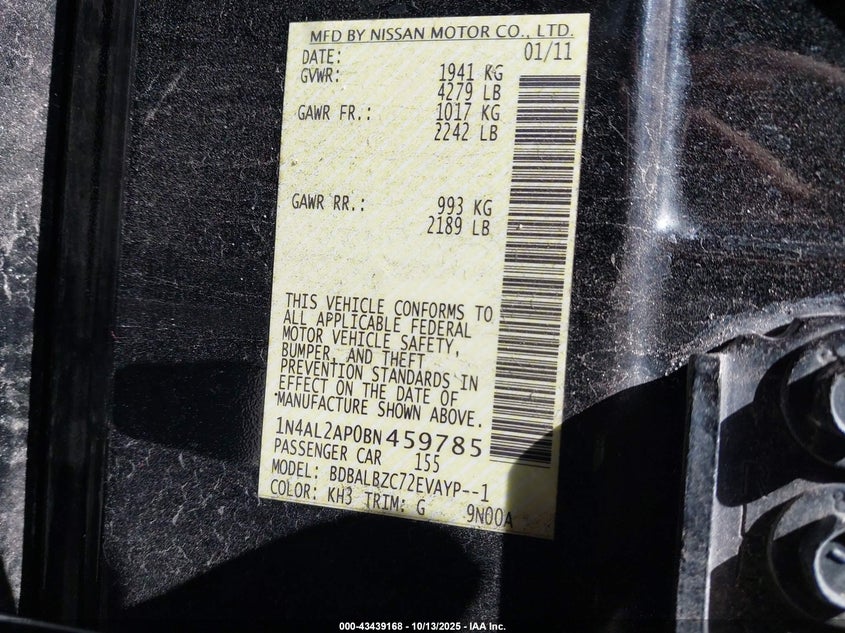 MFD BY NISSAN MOTOR CO., LTD.
DATE: 01/11
GVWR: 1941 KG
4279 LB
GAWR FR.: 1017 KG
2242 LB
GAWR RR.: 993 KG
2189 LB
THIS VEHICLE CONFORMS TO
ALL APPLICABLE FEDERAL
MOTOR VEHICLE SAFETY,
BUMPER, AND THEFT
PREVENTION STANDARDS IN
EFFECT ON THE DATE OF
MANUFACTURE SHOWN ABOVE.
1N4AL2AP0BN459785
PASSENGER CAR 155
MODEL: BDBALBZC72EVAYP--1
COLOR: KH3 TRIM: G 9N00A
000-43439168 - 10/13/2025 - IAA Inc.